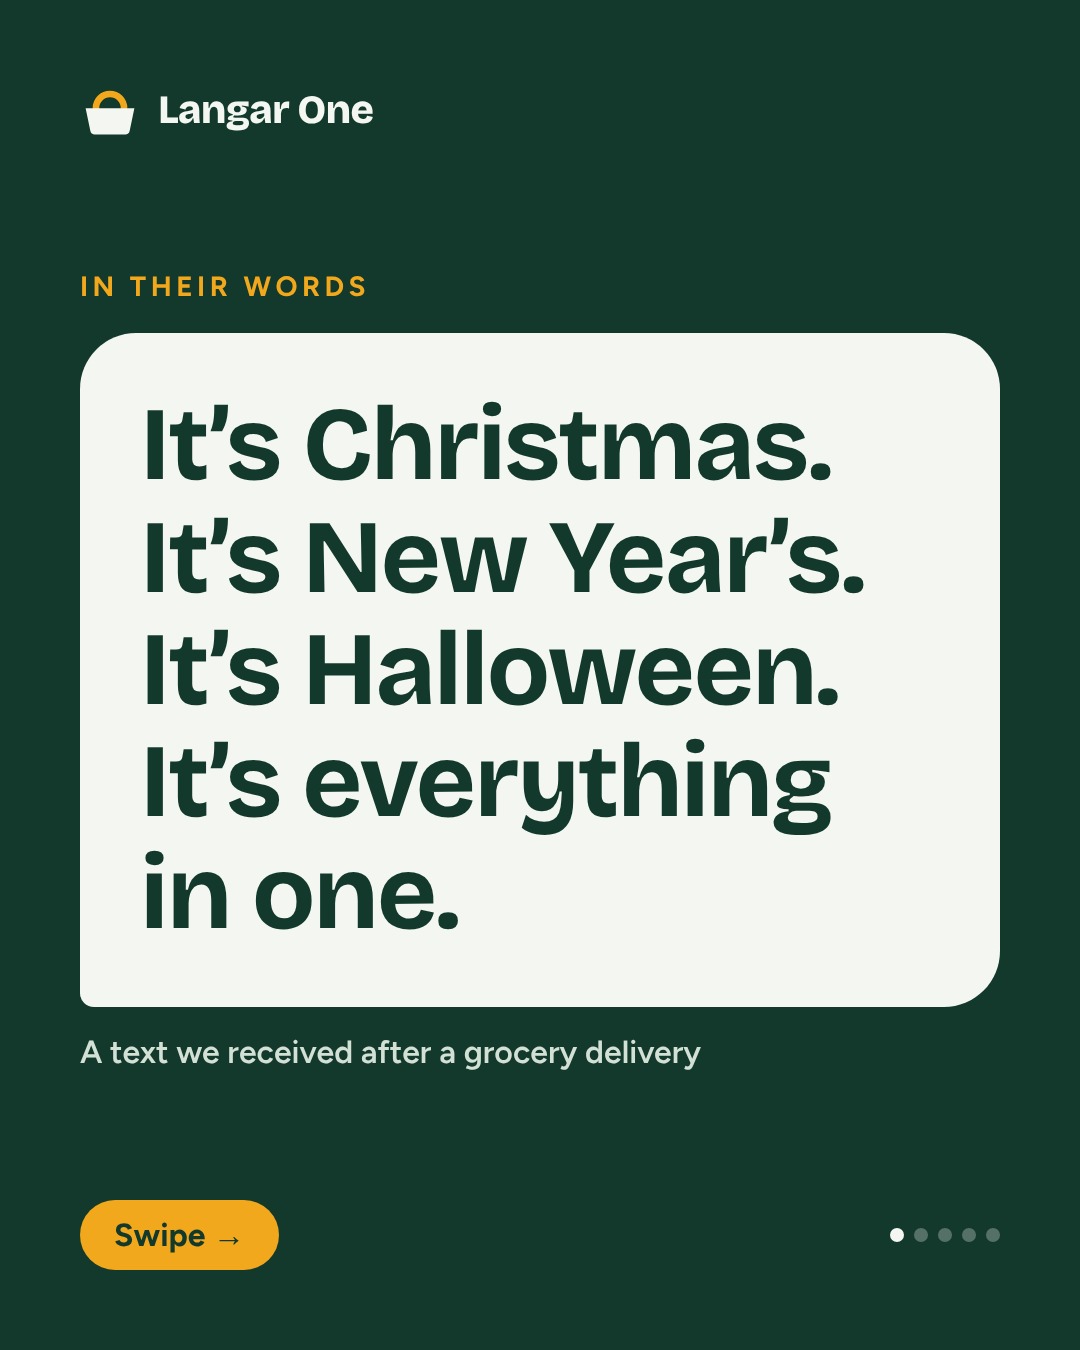 Langar One
IN THEIR WORDS
It’s Christmas.
It’s New Year’s.
It’s Halloween.
It’s everything
in one.
A text we received after a grocery delivery
Swipe →